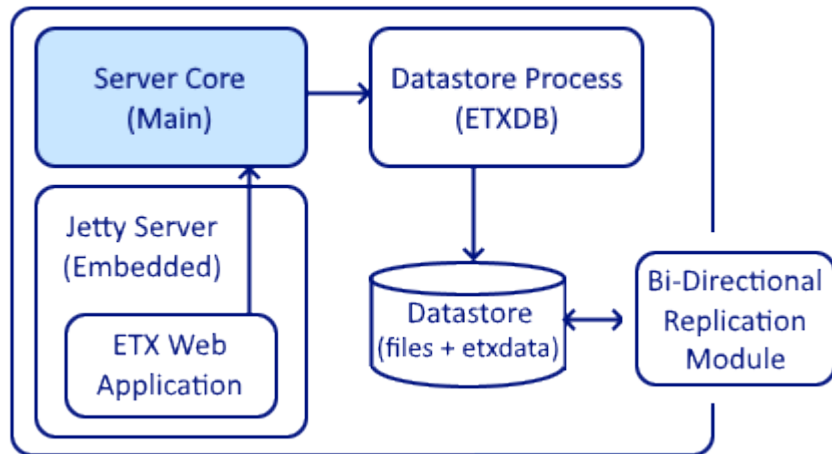 Server Core
(Main)
Datastore Process
(ETXDB)
Jetty Server
(Embedded)
ETX Web
Application
Datastore
(files + etxdata)
Bi-Directional
Replication
Module